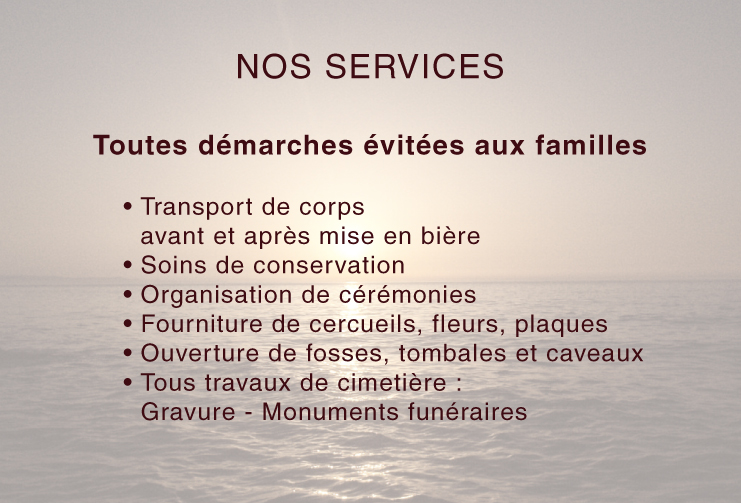 NOS SERVICES
Toutes démarches évitées aux familles
• Transport de corps
avant et après mise en bière
• Soins de conservation
• Organisation de cérémonies
• Fourniture de cercueils, fleurs, plaques
• Ouverture de fosses, tombales et caveaux
• Tous travaux de cimetière :
Gravure - Monuments funéraires